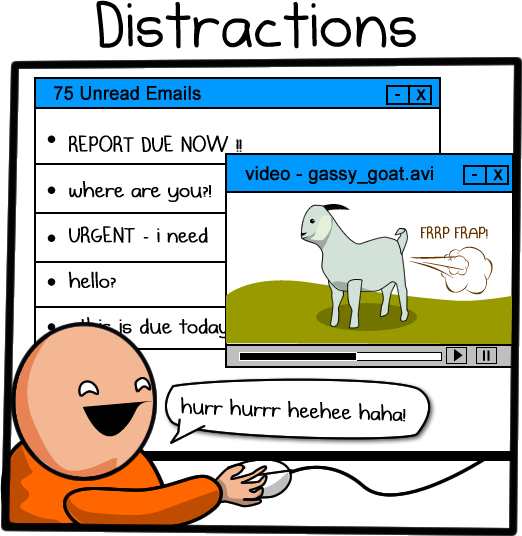 Distractions
75 Unread Emails
- X
REPORT DUE NOW !!
video - gassy_goat.avi
- X
where are you?!
FRRP FRAP!
URGENT - i need
hello?
this is due today
hurr hurrr heehee haha!